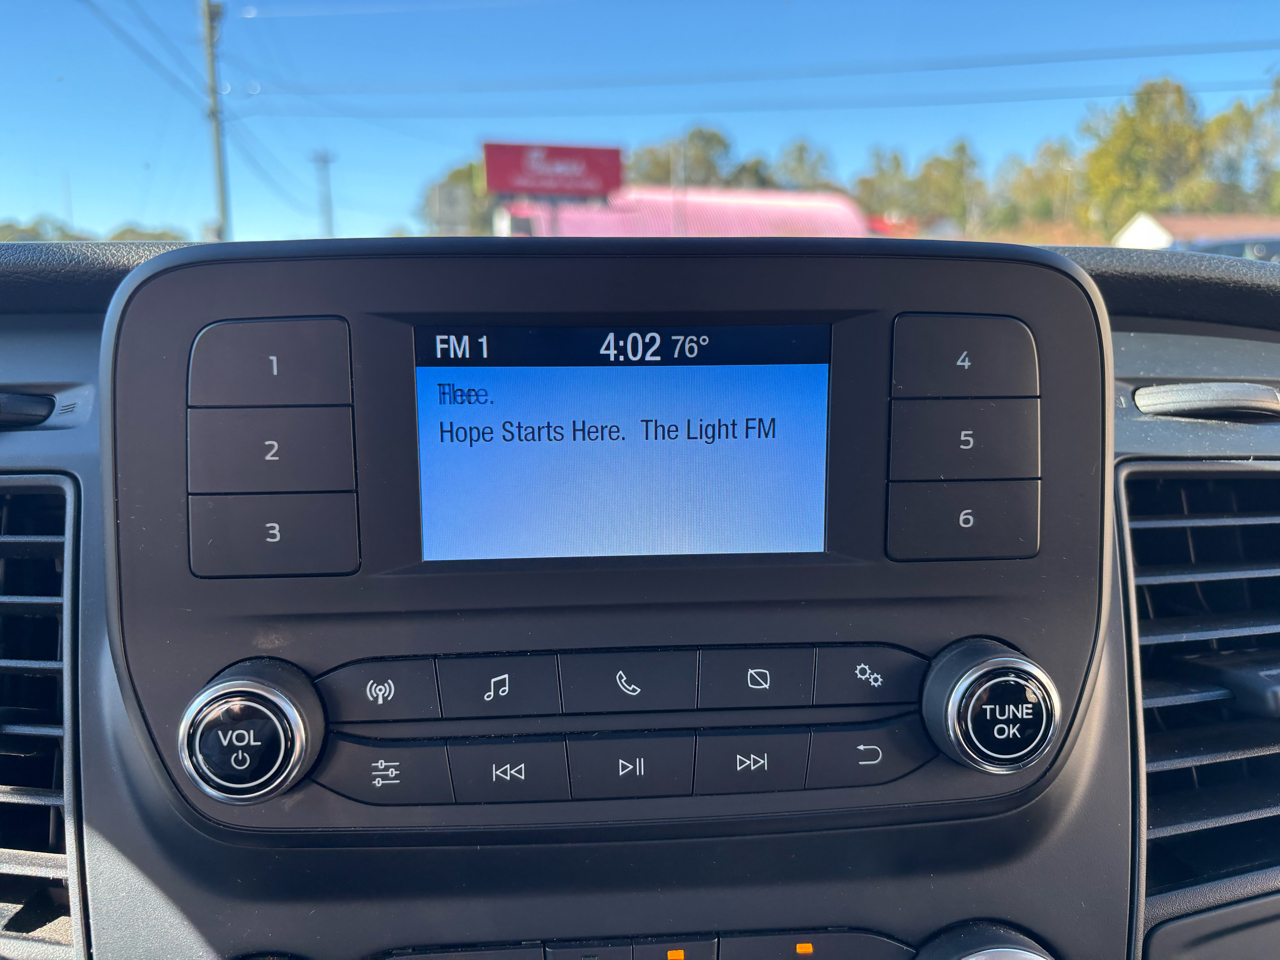 FM 1 4:02 76°
Hope Starts Here. The Light FM
1
2
3
4
5
6
VOL
TUNE
OK